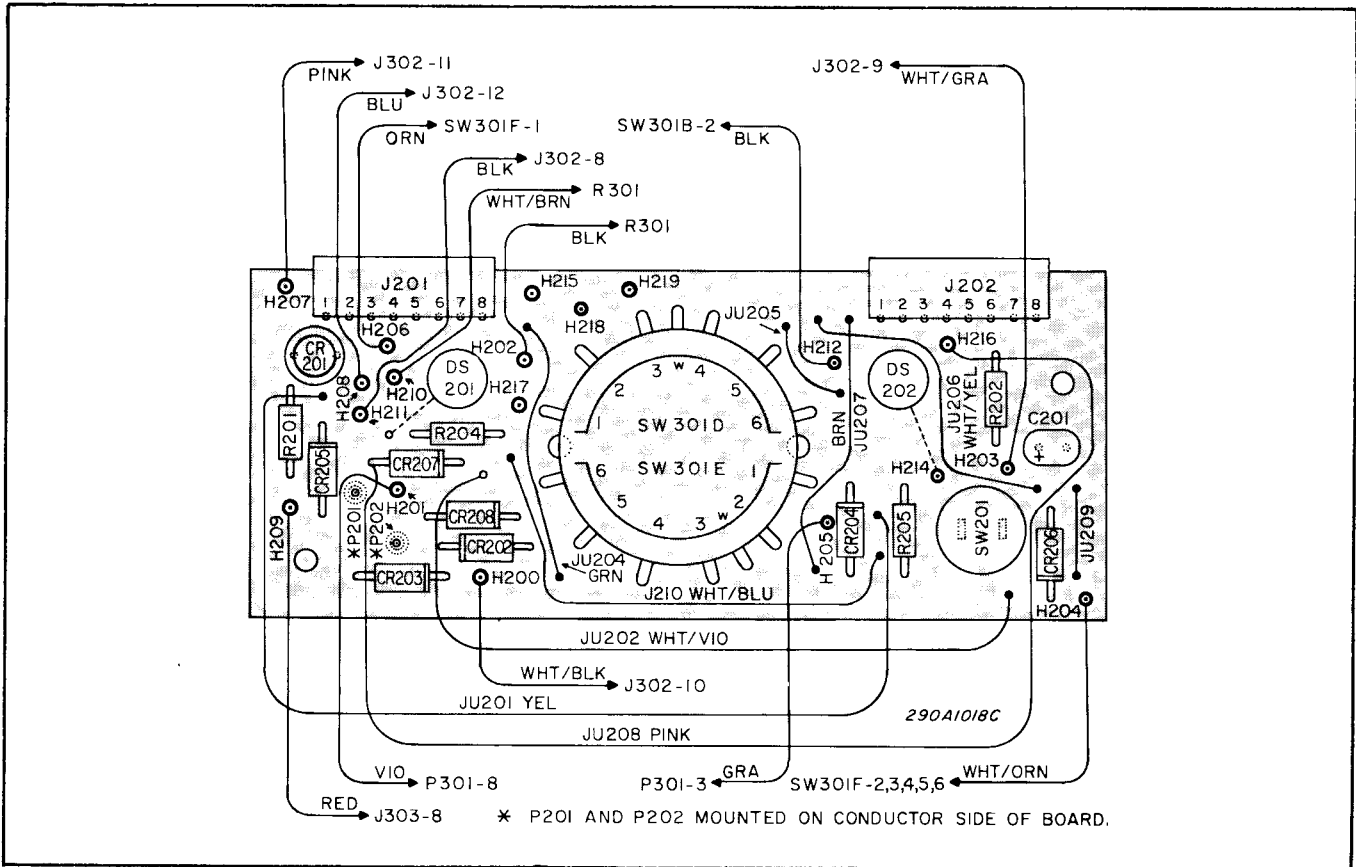 PINK J302-11
BLU J302-12
ORN SW301F-1
BLK J302-8
WHT/BRN R301
BLK R301
J302-9 WHT/GRA
SW301B-2 BLK
J201
1 2 3 4 5 6 7 8
J202
1 2 3 4 5 6 7 8
H207
H206
H215
H219
H218
JU205
H202
H212
H216
CR 201
H208
H210
H211
DS 201
H217
DS 202
JU206 WHT/YEL
R202
C201
+
R201
CR205
R204
CR207
3 W 4
2 5
1 6
SW301D
SW301E
6 1
5 2
4 3 W
BRN JU207
H203
H214
H209
*P201
*P202
H201
CR208
CR202
CR203
H200
JU204 GRN
J210 WHT/BLU
H205
CR204
R205
SW201
CR206
JU209
H204
JU202 WHT/VIO
WHT/BLK J302-10
JU201 YEL
290A1018C
JU208 PINK
VIO P301-8
P301-3 GRA
SW301F-2,3,4,5,6 WHT/ORN
RED J303-8
* P201 AND P202 MOUNTED ON CONDUCTOR SIDE OF BOARD.